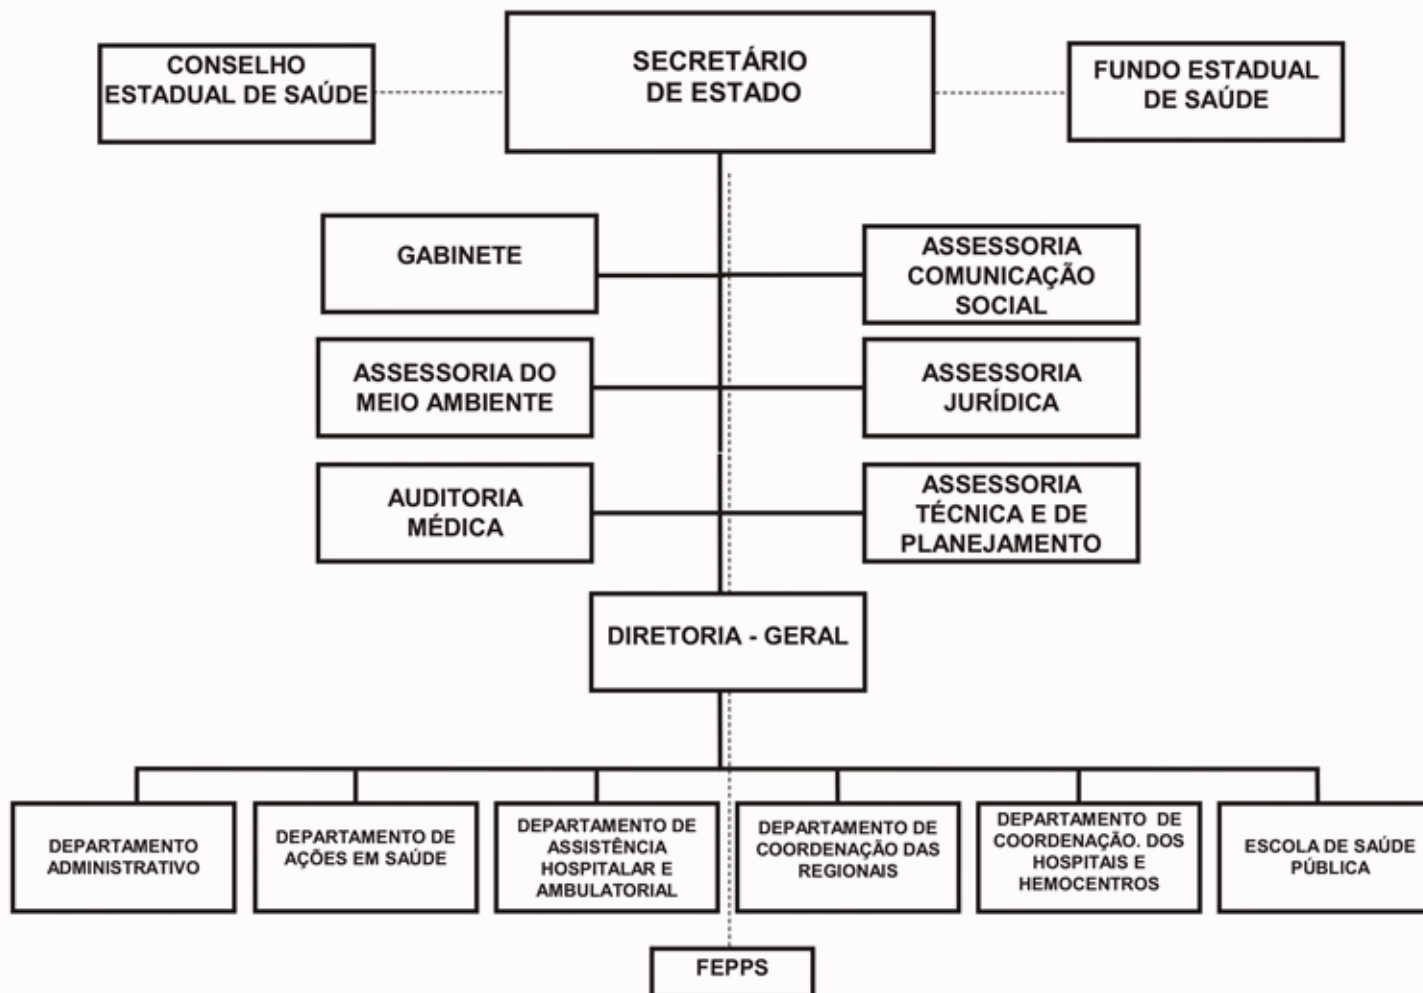 CONSELHO
ESTADUAL DE SAÚDE
SECRETÁRIO
DE ESTADO
FUNDO ESTADUAL
DE SAÚDE
GABINETE
ASSESSORIA
COMUNICAÇÃO
SOCIAL
ASSESSORIA DO
MEIO AMBIENTE
ASSESSORIA
JURÍDICA
AUDITORIA
MÉDICA
ASSESSORIA
TÉCNICA E DE
PLANEJAMENTO
DIRETORIA - GERAL
DEPARTAMENTO
ADMINISTRATIVO
DEPARTAMENTO DE
AÇÕES EM SAÚDE
DEPARTAMENTO DE
ASSISTÊNCIA
HOSPITALAR E
AMBULATORIAL
DEPARTAMENTO DE
COORDENAÇÃO DAS
REGIONAIS
DEPARTAMENTO DE
COORDENAÇÃO. DOS
HOSPITAIS E
HEMOCENTROS
ESCOLA DE SAÚDE
PÚBLICA
FEPPS